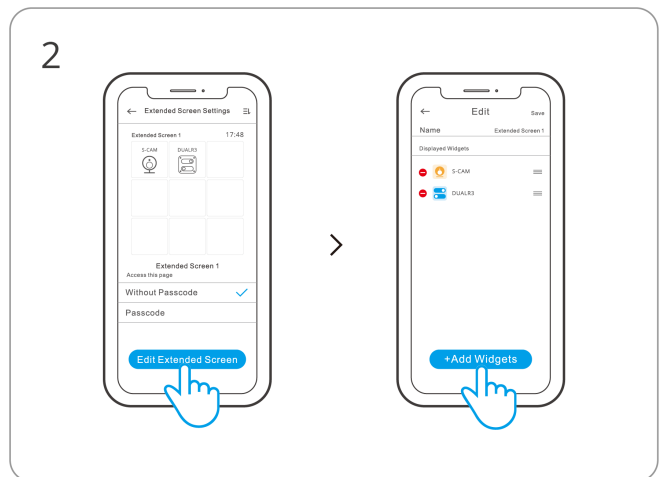 2
Extended Screen Settings
Extended Screen 1 17:48
S-CAM DUALR3
Extended Screen 1
Access this page
Without Passcode
Passcode
Edit Extended Screen
Edit Save
Name Extended Screen 1
Displayed Widgets
S-CAM
DUALR3
+Add Widgets